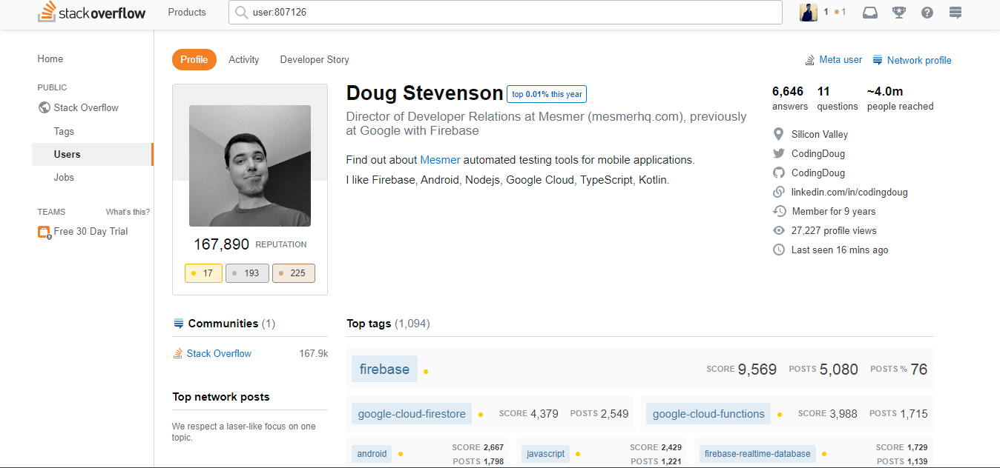 stackoverflow Products user:807126 1 1
Home
PUBLIC
Stack Overflow
Tags
Users
Jobs
TEAMS What's this?
Free 30 Day Trial
Profile Activity Developer Story
Meta user Network profile
167,890 REPUTATION
17 193 225
Doug Stevenson top 0.01% this year
Director of Developer Relations at Mesmer (mesmerhq.com), previously
at Google with Firebase
Find out about Mesmer automated testing tools for mobile applications.
I like Firebase, Android, Nodejs, Google Cloud, TypeScript, Kotlin.
6,646 11 ~4.0m
answers questions people reached
Silicon Valley
CodingDoug
CodingDoug
linkedin.com/in/codingdoug
Member for 9 years
27,227 profile views
Last seen 16 mins ago
Communities (1)
Stack Overflow 167.9k
Top network posts
We respect a laser-like focus on one
topic.
Top tags (1,094)
firebase SCORE 9,569 POSTS 5,080 POSTS % 76
google-cloud-firestore SCORE 4,379 POSTS 2,549
google-cloud-functions SCORE 3,988 POSTS 1,715
android SCORE 2,667
POSTS 1,798
javascript SCORE 2,429
POSTS 1,221
firebase-realtime-database SCORE 1,729
POSTS 1,139